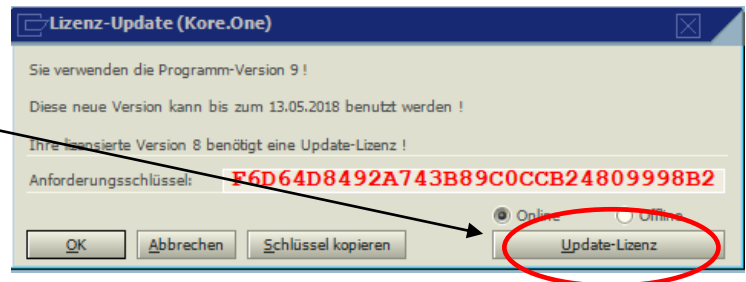 Lizenz-Update (Kore.One)
Sie verwenden die Programm-Version 9 !
Diese neue Version kann bis zum 13.05.2018 benutzt werden !
Ihre lizensierte Version 8 benötigt eine Update-Lizenz !
Anforderungsschlüssel: F6D64D8492A743B89C0CCB24809998B2
Online Offline
OK Abbrechen Schlüssel kopieren Update-Lizenz